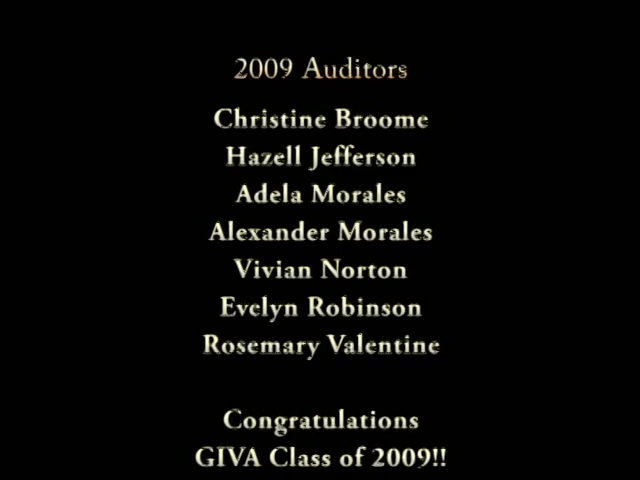 2009 Auditors
Christine Broome
Hazell Jefferson
Adela Morales
Alexander Morales
Vivian Norton
Evelyn Robinson
Rosemary Valentine
Congratulations
GIVA Class of 2009!!